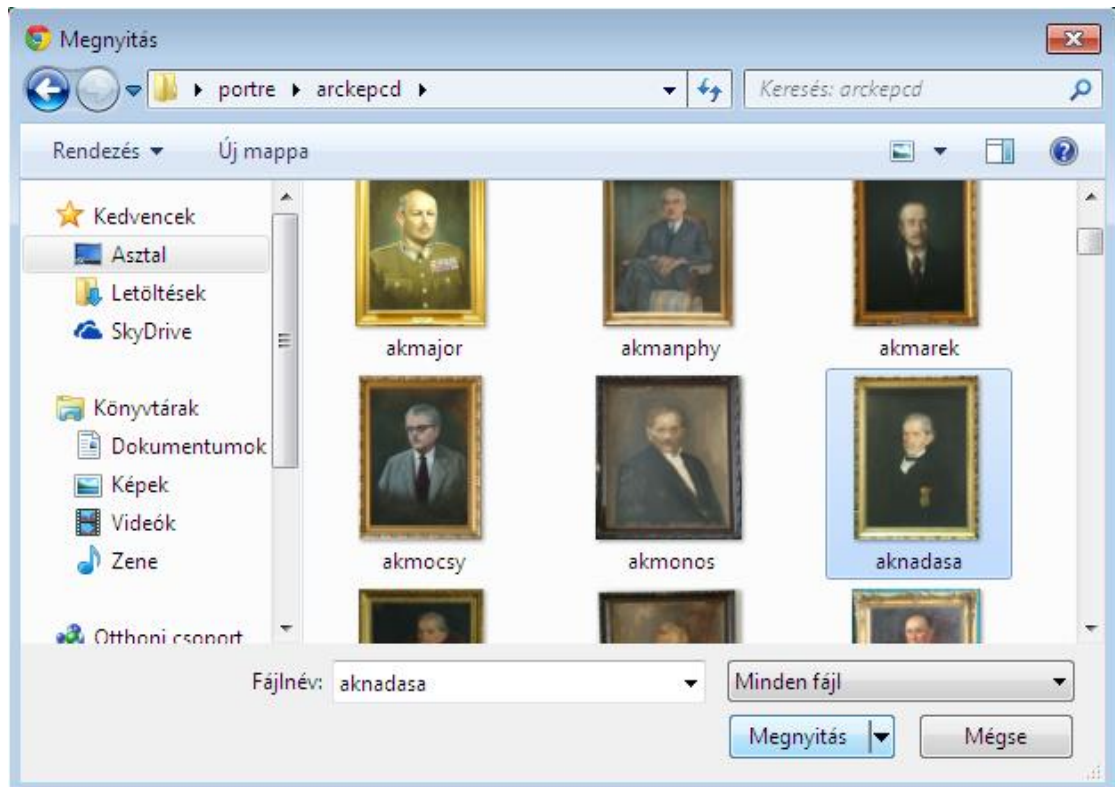 Megnyitás
portre arckepcd
Keresés: arckepcd
Rendezés Új mappa
Kedvencek
Asztal
Letöltések
SkyDrive
Könyvtárak
Dokumentumok
Képek
Videók
Zene
Otthoni csoport
akmajor akmanphy akmarek
akmocsy akmonos aknadasa
Fájlnév: aknadasa Minden fájl
Megnyitás Mégse